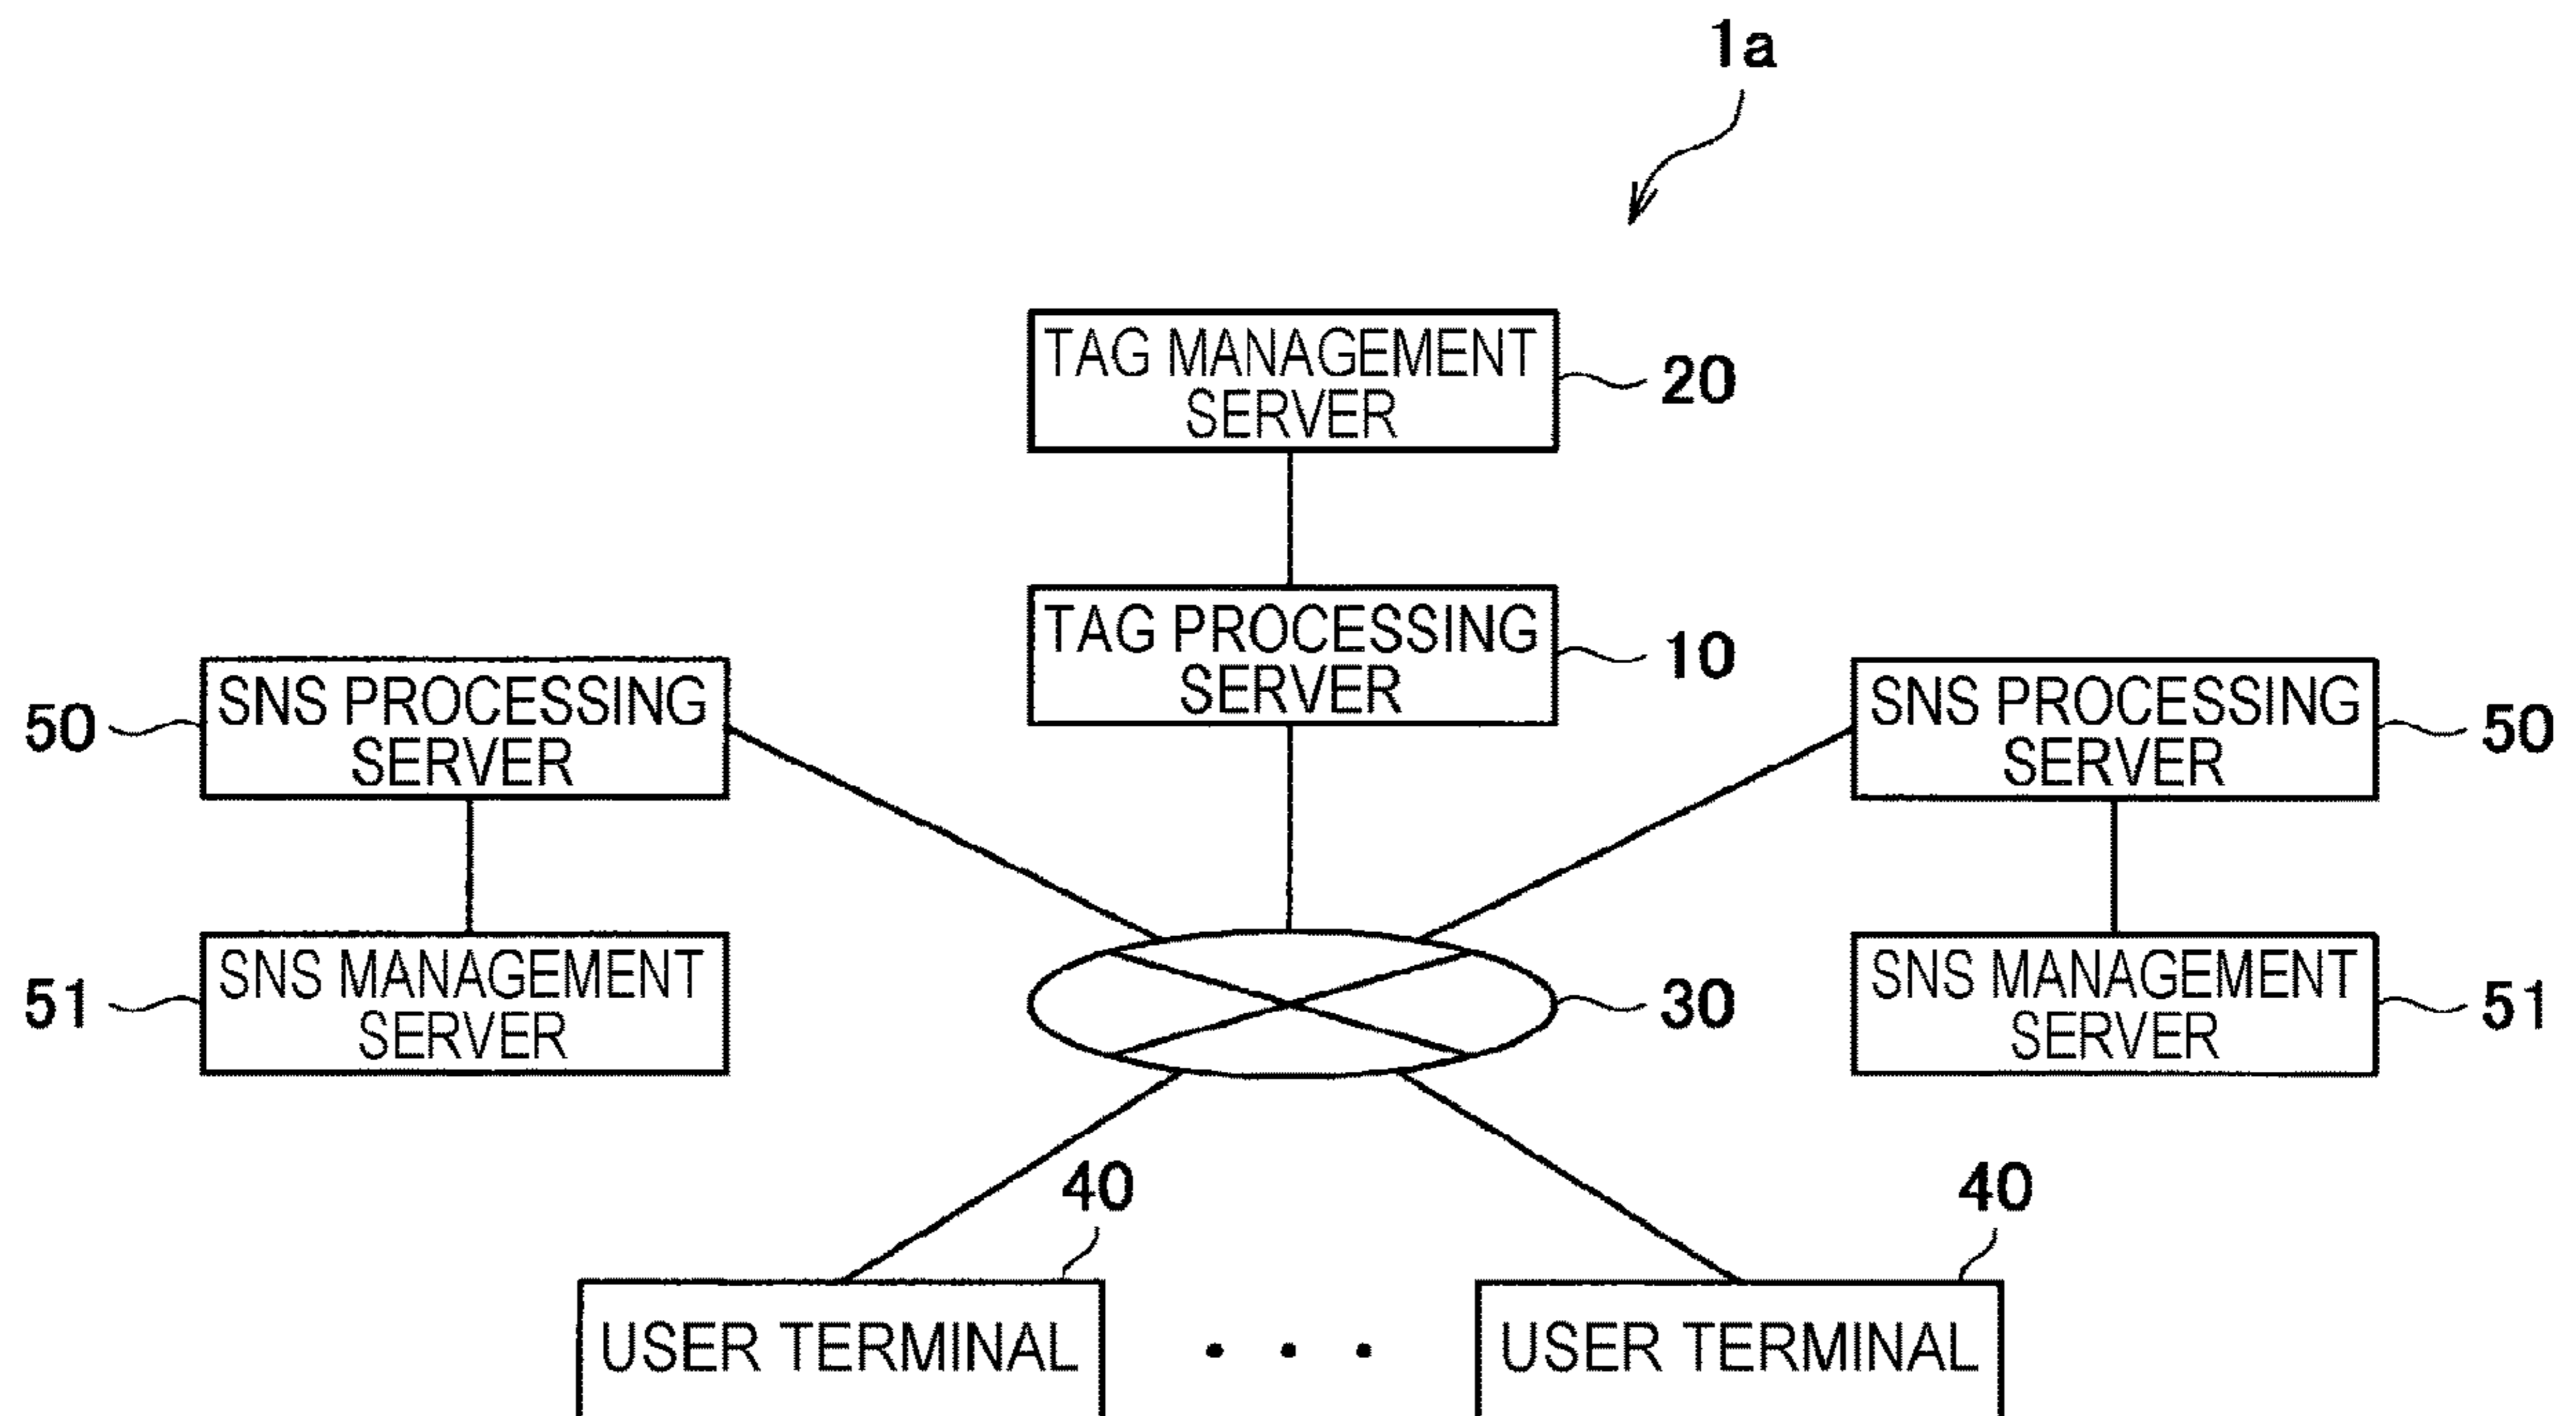 1a
TAG MANAGEMENT
SERVER
20
TAG PROCESSING
SERVER
10
50
SNS PROCESSING
SERVER
SNS PROCESSING
SERVER
50
51
SNS MANAGEMENT
SERVER
30
SNS MANAGEMENT
SERVER
51
40
40
USER TERMINAL
. . .
USER TERMINAL